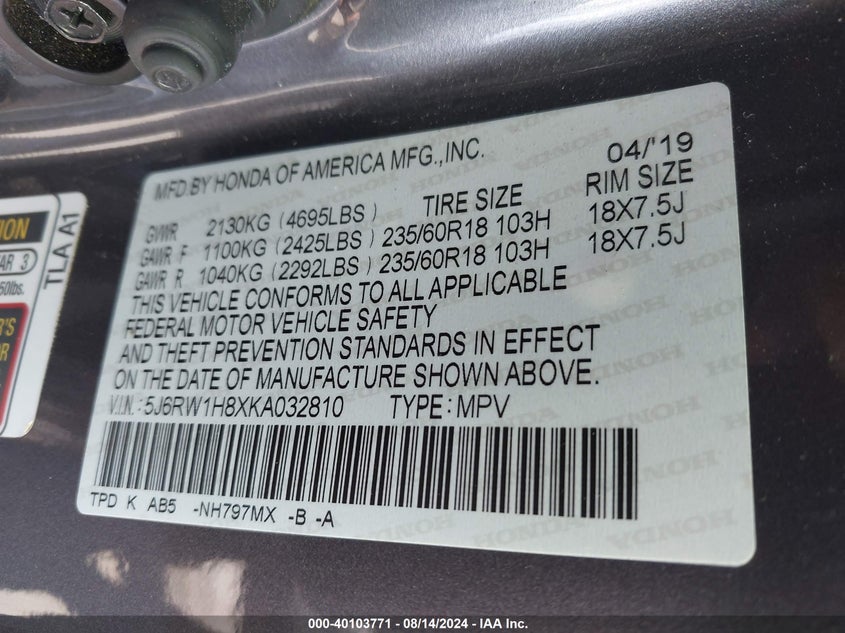 MFD.BY HONDA OF AMERICA MFG.,INC. 04/'19
TIRE SIZE RIM SIZE
GVWR 2130KG (4695LBS)
GAWR F 1100KG (2425LBS) 235/60R18 103H 18X7.5J
GAWR R 1040KG (2292LBS) 235/60R18 103H 18X7.5J
THIS VEHICLE CONFORMS TO ALL APPLICABLE
FEDERAL MOTOR VEHICLE SAFETY
AND THEFT PREVENTION STANDARDS IN EFFECT
ON THE DATE OF MANUFACTURE SHOWN ABOVE.
V.I.N.: 5J6RW1H8XKA032810 TYPE: MPV
TPD K AB5 -NH797MX -B -A
TLA A1
000-40103771 - 08/14/2024 - IAA Inc.